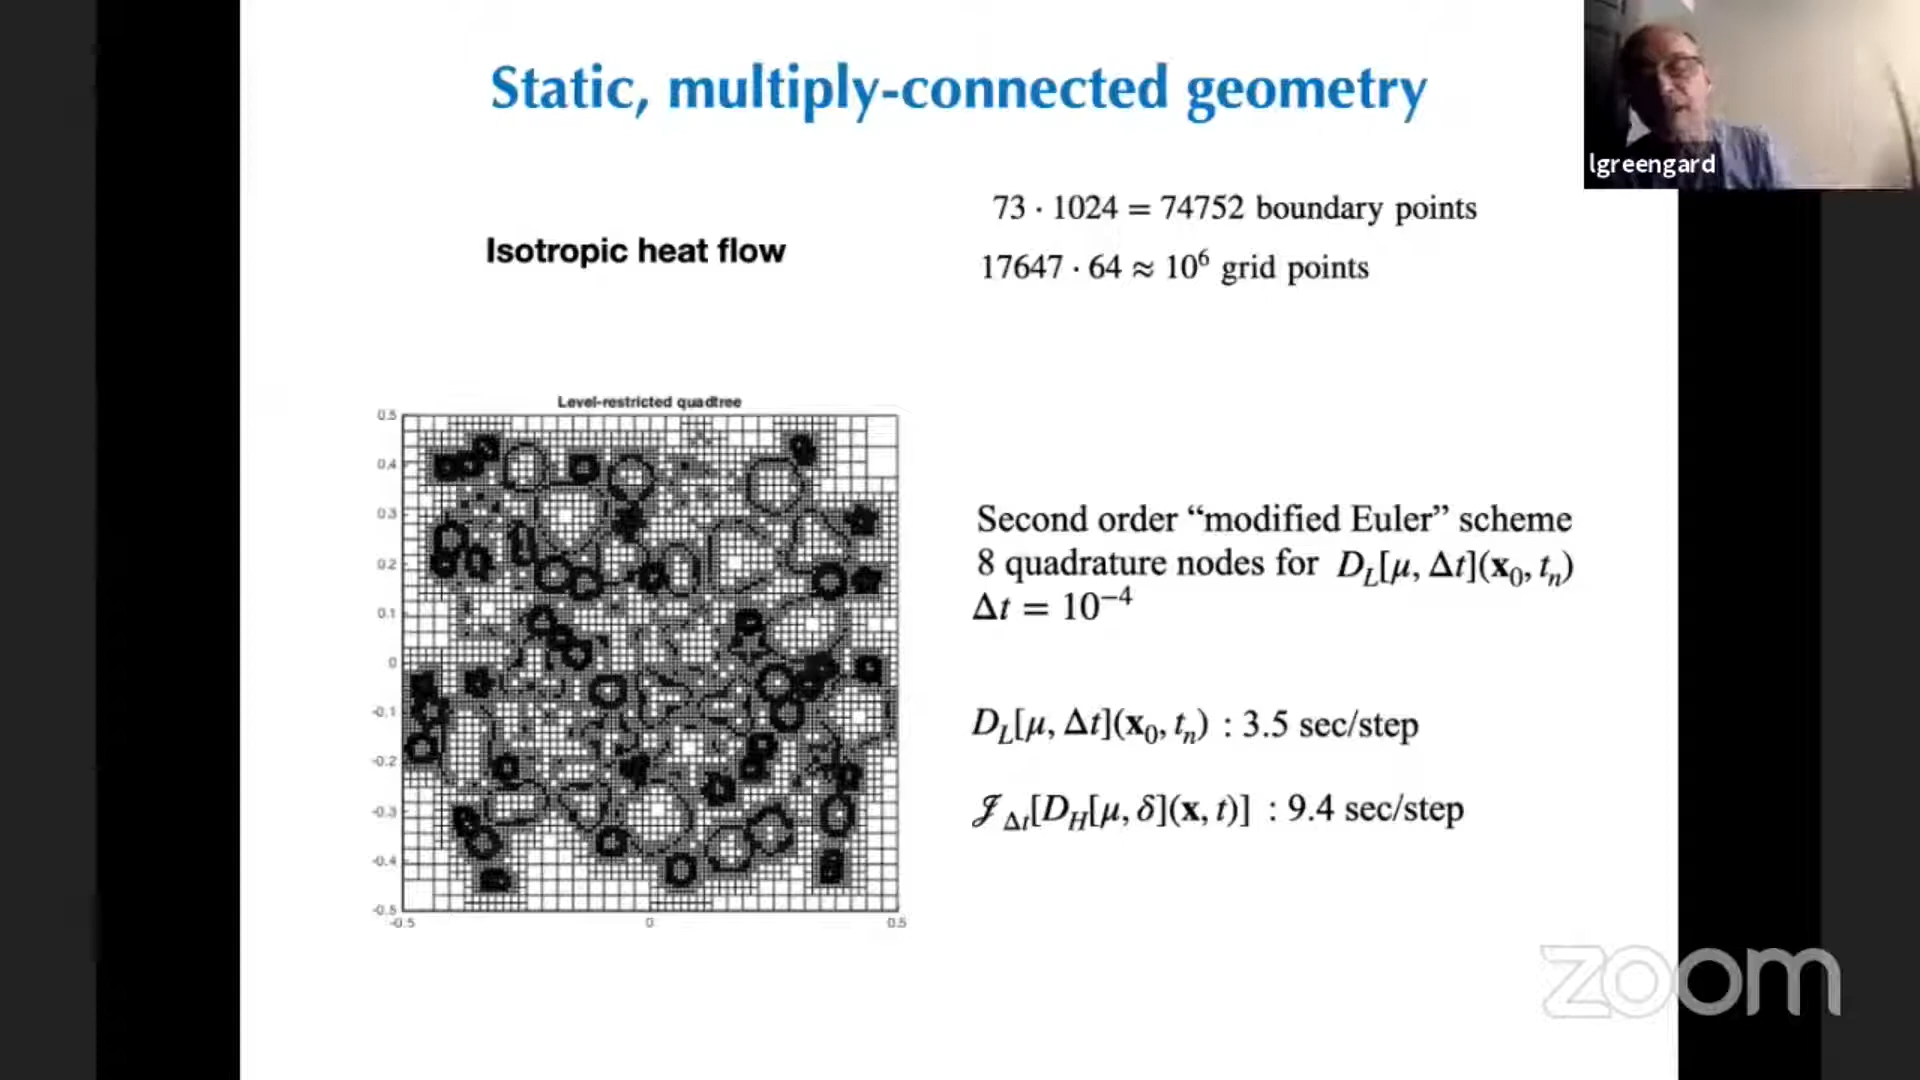 Static, multiply-connected geometry
lgreengard
73 · 1024 = 74752 boundary points
Isotropic heat flow
17647 · 64 ≈ 10⁶ grid points
Level-restricted quadtree
0.5
0.4
0.3
0.2
0.1
0
-0.1
-0.2
-0.3
-0.4
-0.5
-0.5 0 0.5
Second order “modified Euler” scheme
8 quadrature nodes for D_L[μ, Δt](x₀, tₙ)
Δt = 10⁻⁴
D_L[μ, Δt](x₀, tₙ) : 3.5 sec/step
𝒥_Δt[D_H[μ, δ](x, t)] : 9.4 sec/step
zoom